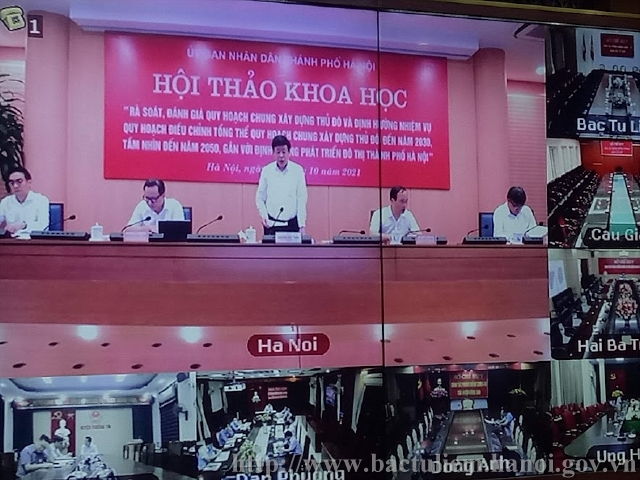 1
ỦY BAN NHÂN DÂN THÀNH PHỐ HÀ NỘI
HỘI THẢO KHOA HỌC
"RÀ SOÁT, ĐÁNH GIÁ QUY HOẠCH CHUNG XÂY DỰNG THỦ ĐÔ VÀ ĐỊNH HƯỚNG NHIỆM VỤ
QUY HOẠCH ĐIỀU CHỈNH TỔNG THỂ QUY HOẠCH CHUNG XÂY DỰNG THỦ ĐÔ ĐẾN NĂM 2030,
TẦM NHÌN ĐẾN NĂM 2050, GẮN VỚI ĐỊNH PHÁT TRIỂN ĐÔ THỊ THÀNH PHỐ HÀ NỘI"
Hà Nội, 10 năm 2021
Bac Tu Li
Cau Gi
Ha Noi
Hai Ba T
Dan Phuong
Dong Anh
Ung H
http://www.bactuliem.hanoi.gov.vn